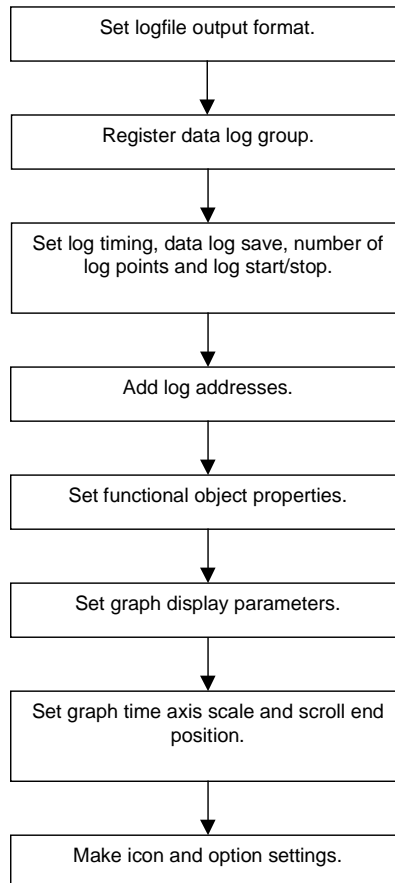 Set logfile output format.
Register data log group.
Set log timing, data log save, number of
log points and log start/stop.
Add log addresses.
Set functional object properties.
Set graph display parameters.
Set graph time axis scale and scroll end
position.
Make icon and option settings.